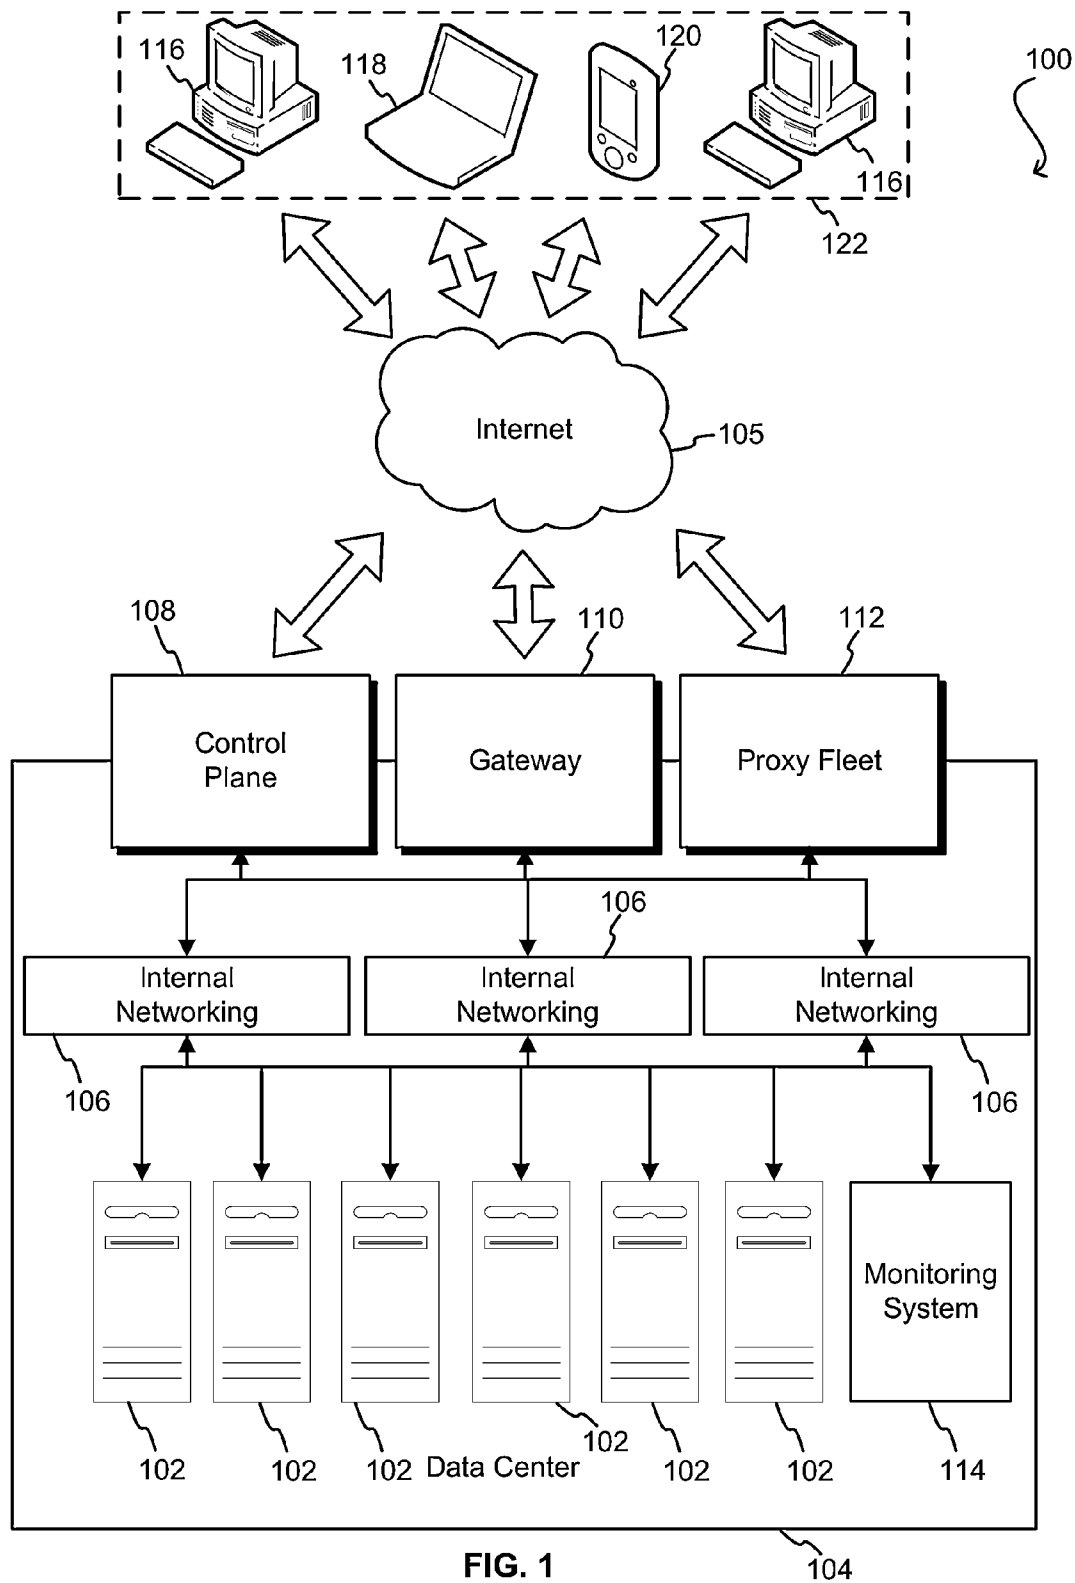 116
118
120
116
100
122
Internet
105
108
110
112
Control
Plane
Gateway
Proxy Fleet
106
Internal
Networking
Internal
Networking
Internal
Networking
106
106
Monitoring
System
102
102
102
102
102
102
114
Data Center
104
FIG. 1